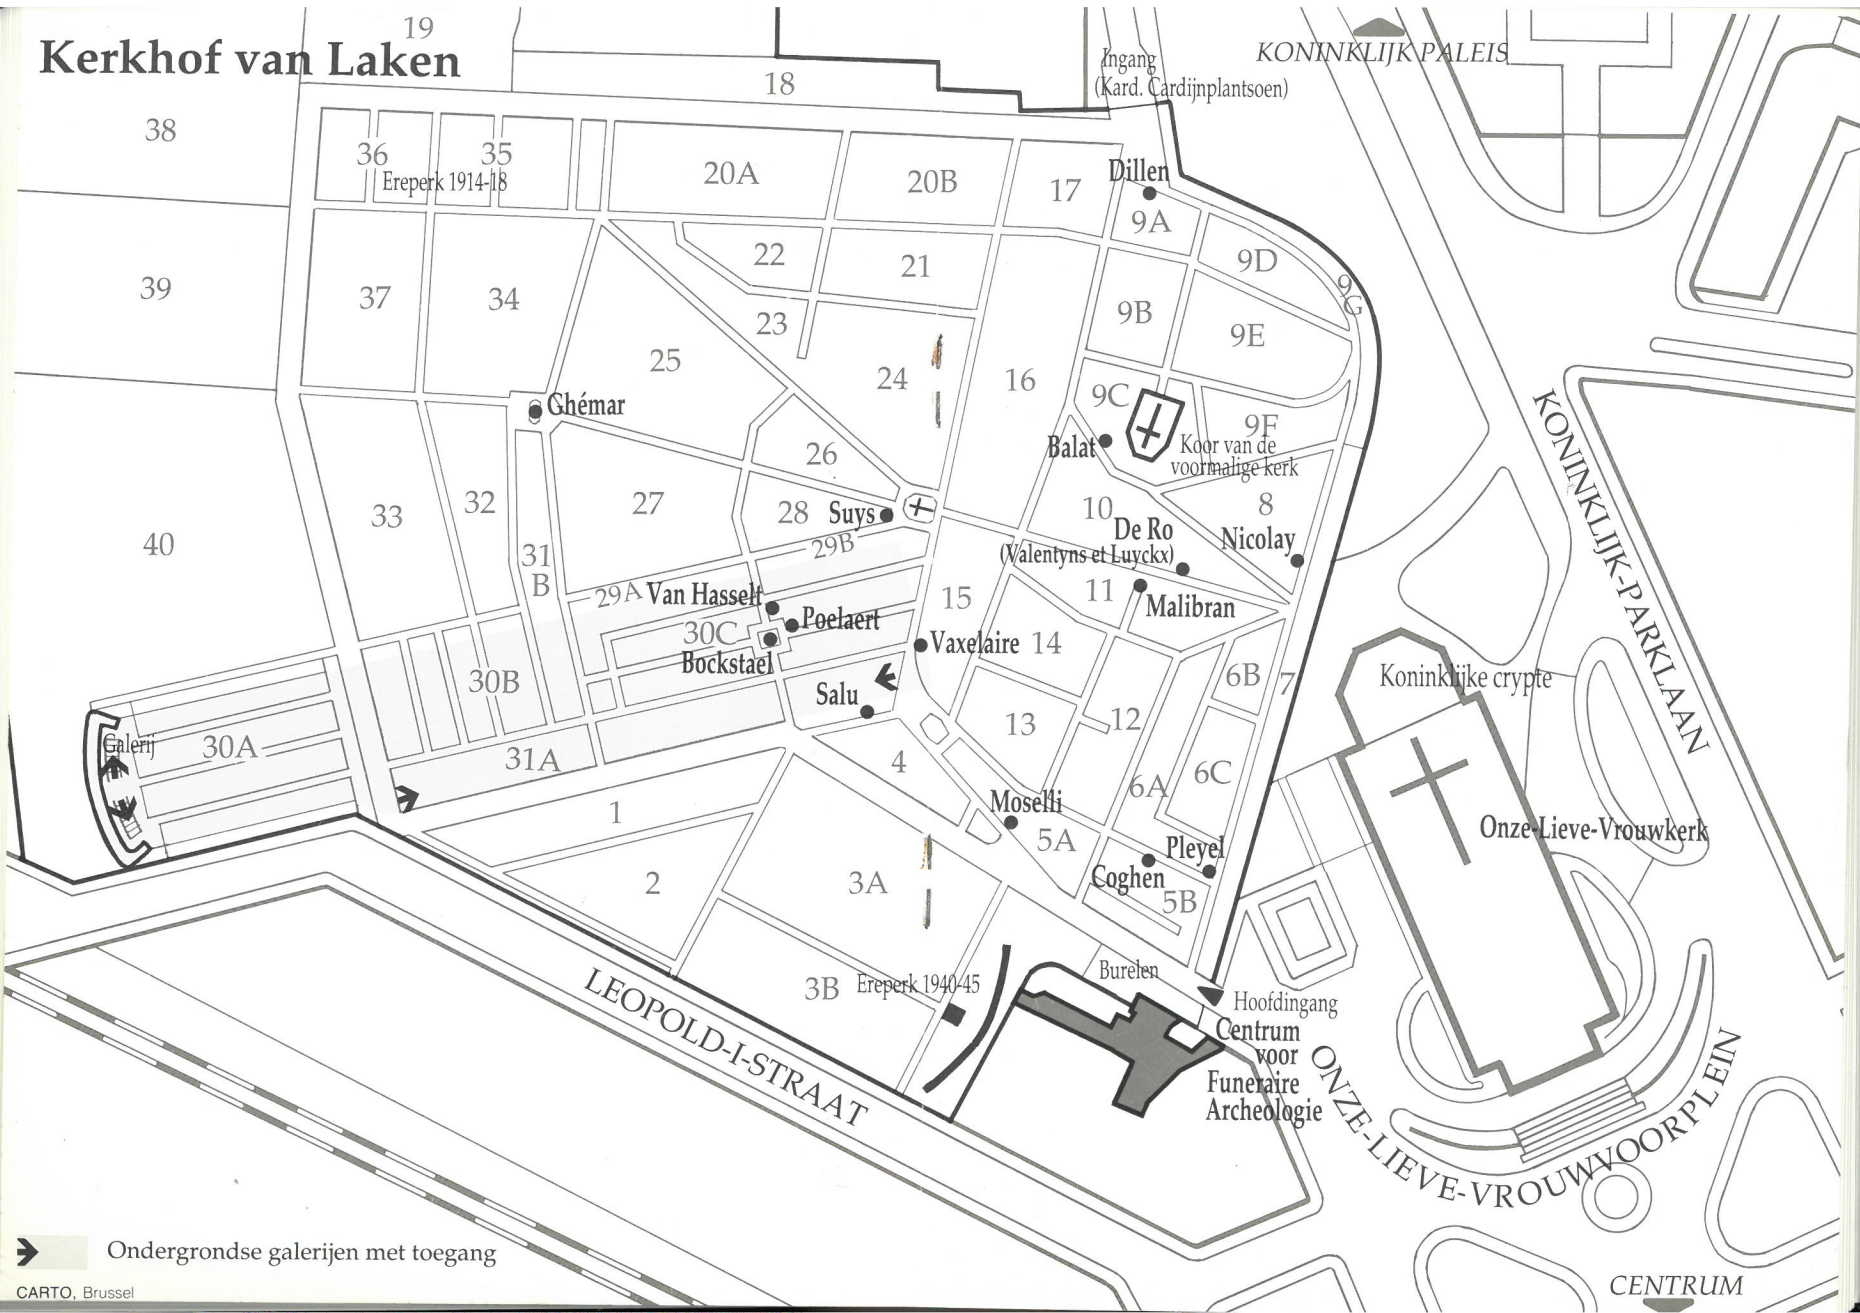 Kerkhof van Laken
19
18
Ingang
(Kard. Cardijnplantsoen)
KONINKLIJK PALEIS
38
36
35
Ereperk 1914-18
20A
20B
17
Dillen
9A
9D
9
G
39
37
34
22
21
23
9B
9E
25
24
16
9C
9F
Ghémar
Balat
Koor van de
voormalige kerk
KONINKLIJK-PARKLAAN
26
40
33
32
27
28
Suys
10
8
De Ro
(Valentyns et Luyckx)
Nicolay
29B
31
B
29A
Van Hasselt
15
11
Malibran
30C
Poelaert
Bockstael
Vaxelaire
14
30B
Salu
6B
7
Koninklijke crypte
13
12
Galerij
30A
31A
4
6A
6C
1
Moselli
5A
Onze-Lieve-Vrouwkerk
2
3A
Pleyel
Coghen
5B
3B
Ereperk 1940-45
Burelen
Hoofdingang
Centrum
voor
Funeraire
Archeologie
LEOPOLD-I-STRAAT
ONZE-LIEVE-VROUWVOORPLEIN
Ondergrondse galerijen met toegang
CARTO, Brussel
CENTRUM